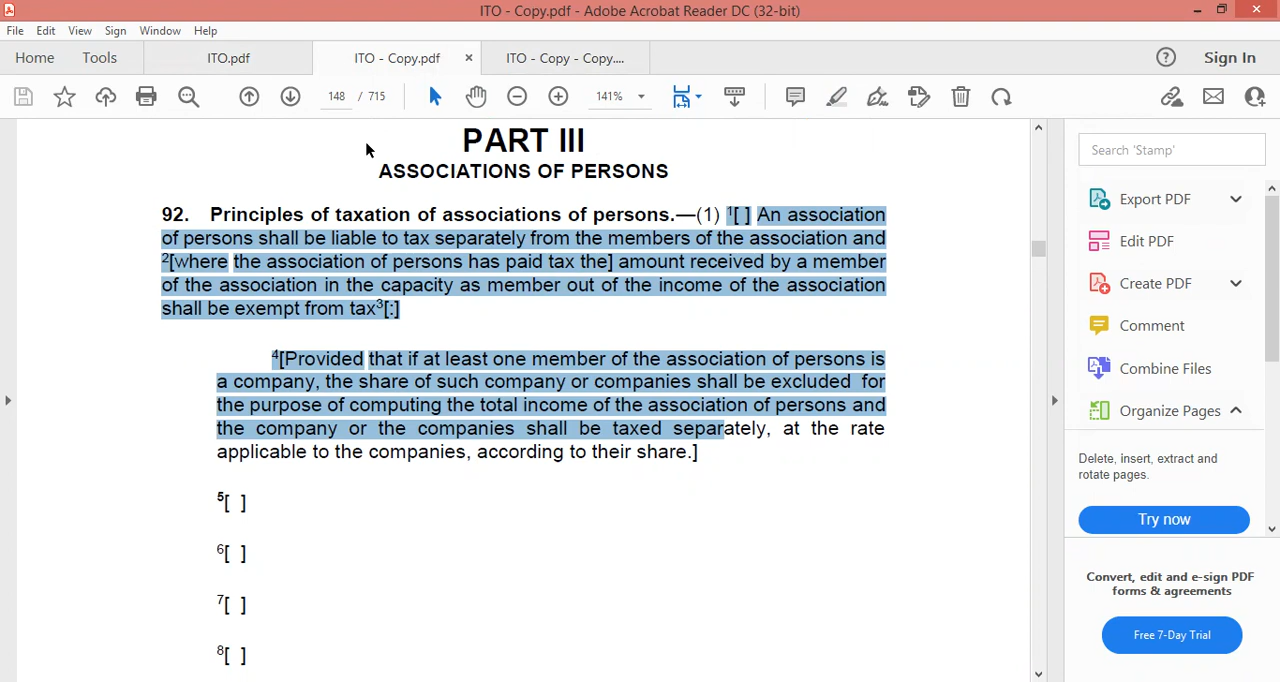 ITO - Copy.pdf - Adobe Acrobat Reader DC (32-bit)
File Edit View Sign Window Help
Home Tools ITO.pdf ITO - Copy.pdf × ITO - Copy - Copy.... Sign In
148 / 715 141%
PART III
ASSOCIATIONS OF PERSONS
92. Principles of taxation of associations of persons.—(1) ¹[ ] An association
of persons shall be liable to tax separately from the members of the association and
²[where the association of persons has paid tax the] amount received by a member
of the association in the capacity as member out of the income of the association
shall be exempt from tax³[:]
⁴[Provided that if at least one member of the association of persons is
a company, the share of such company or companies shall be excluded for
the purpose of computing the total income of the association of persons and
the company or the companies shall be taxed separately, at the rate
applicable to the companies, according to their share.]
⁵[ ]
⁶[ ]
⁷[ ]
⁸[ ]
Search 'Stamp'
Export PDF
Edit PDF
Create PDF
Comment
Combine Files
Organize Pages
Delete, insert, extract and
rotate pages.
Try now
Convert, edit and e-sign PDF
forms & agreements
Free 7-Day Trial